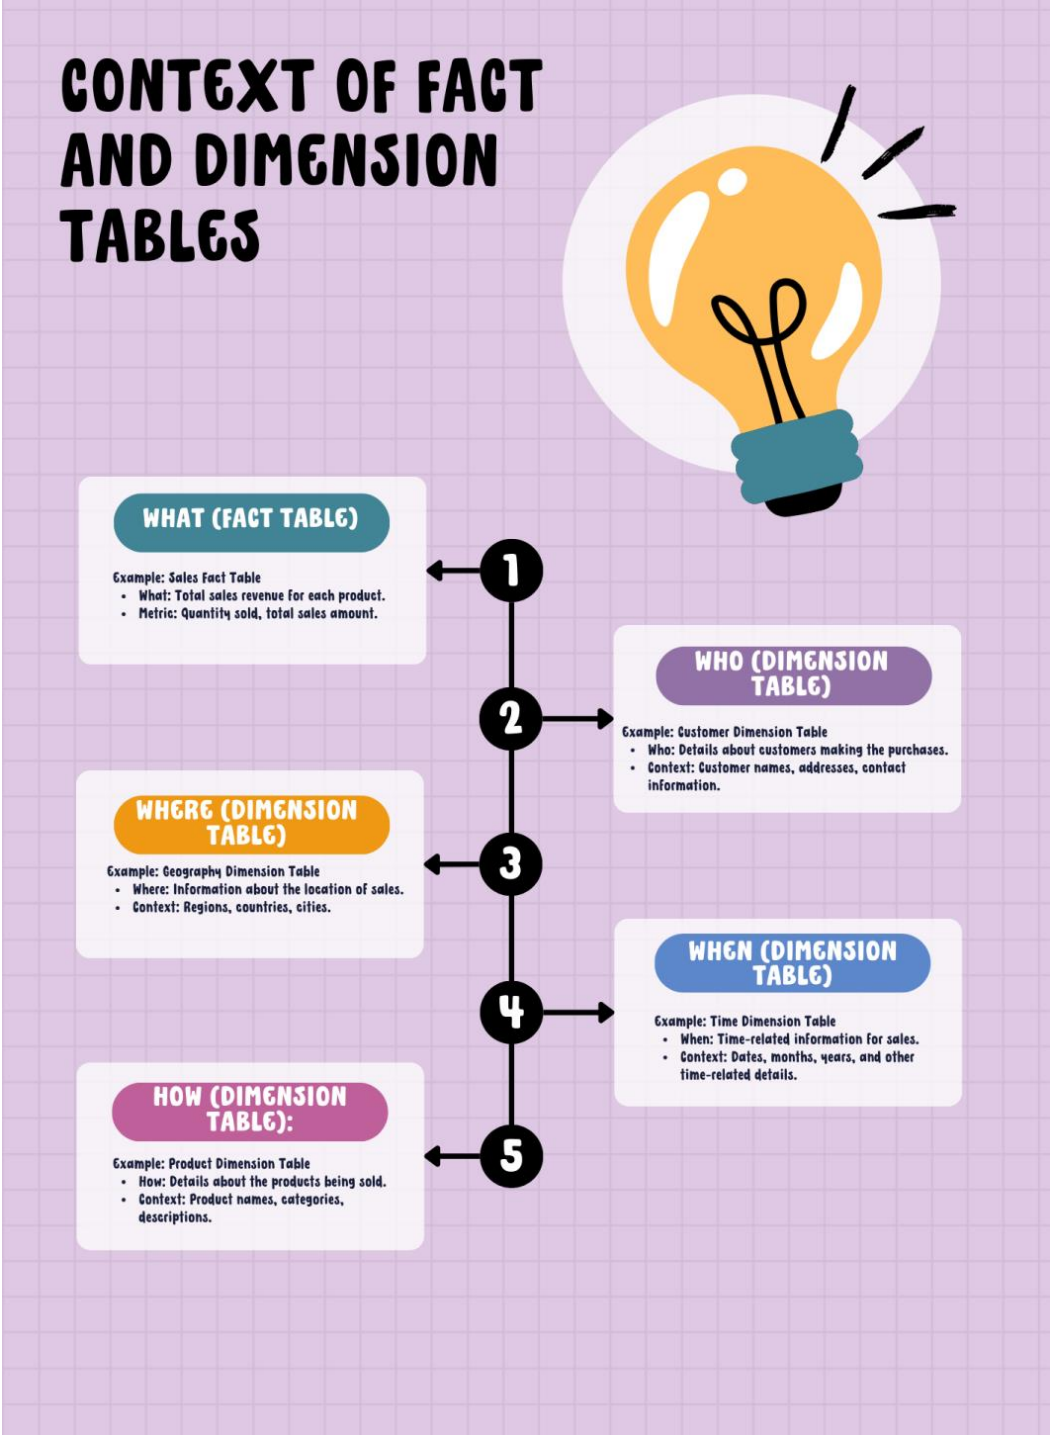 CONTEXT OF FACT
AND DIMENSION
TABLES
WHAT (FACT TABLE)
Example: Sales Fact Table
• What: Total sales revenue for each product.
• Metric: Quantity sold, total sales amount.
1
WHO (DIMENSION
TABLE)
2
Example: Customer Dimension Table
• Who: Details about customers making the purchases.
• Context: Customer names, addresses, contact
information.
WHERE (DIMENSION
TABLE)
3
Example: Geography Dimension Table
• Where: Information about the location of sales.
• Context: Regions, countries, cities.
WHEN (DIMENSION
TABLE)
4
Example: Time Dimension Table
• When: Time-related information for sales.
• Context: Dates, months, years, and other
time-related details.
HOW (DIMENSION
TABLE):
5
Example: Product Dimension Table
• How: Details about the products being sold.
• Context: Product names, categories,
descriptions.